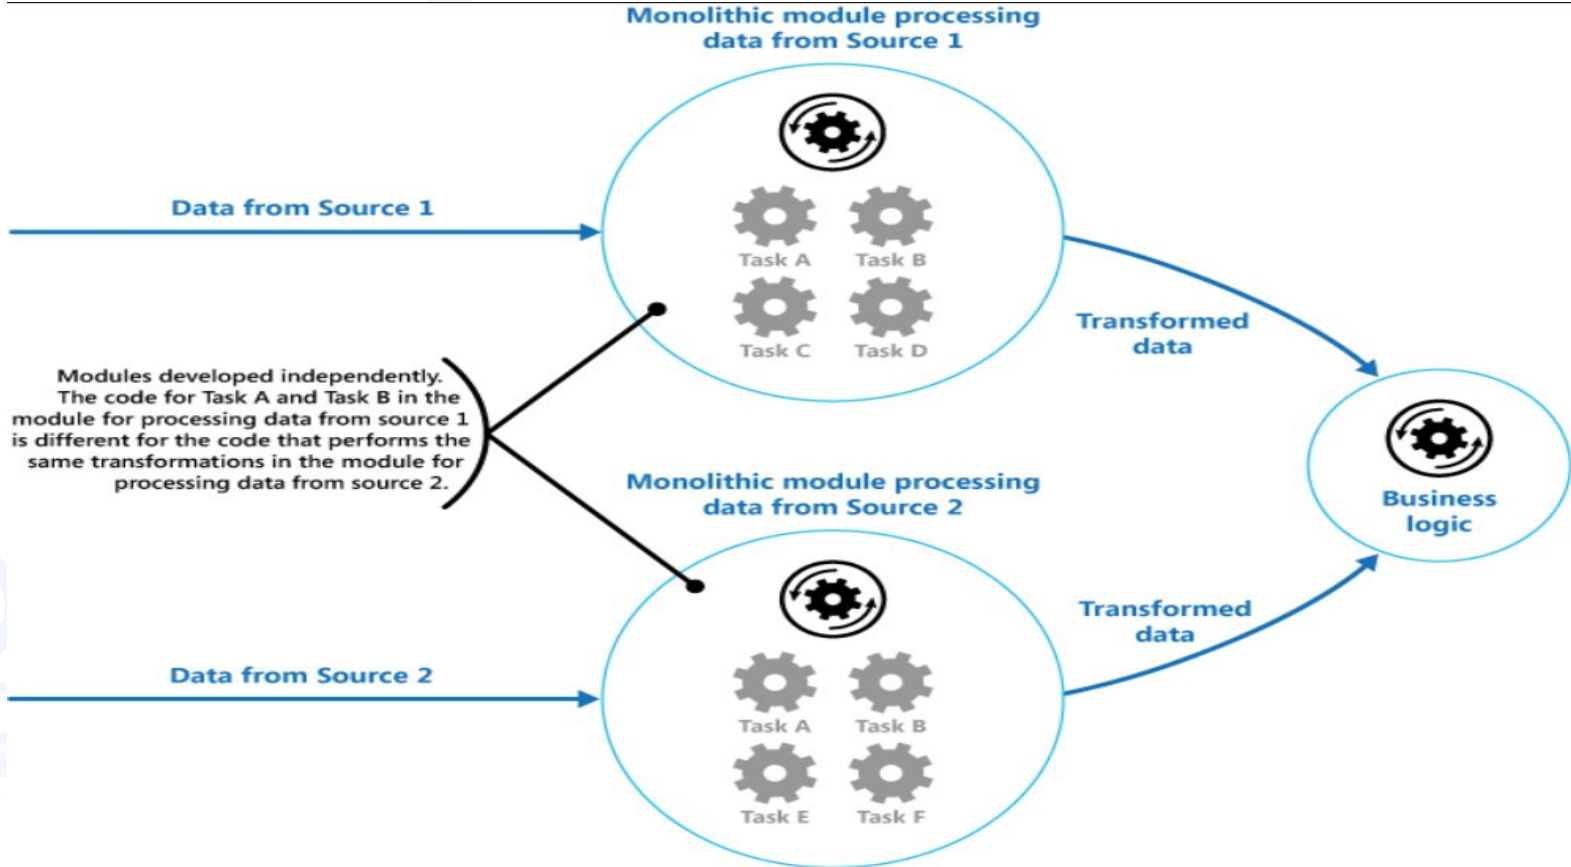 Monolithic module processing
data from Source 1
Data from Source 1
Task A
Task B
Task C
Task D
Transformed
data
Modules developed independently.
The code for Task A and Task B in the
module for processing data from source 1
is different for the code that performs the
same transformations in the module for
processing data from source 2.
Business
logic
Monolithic module processing
data from Source 2
Data from Source 2
Task A
Task B
Task E
Task F
Transformed
data